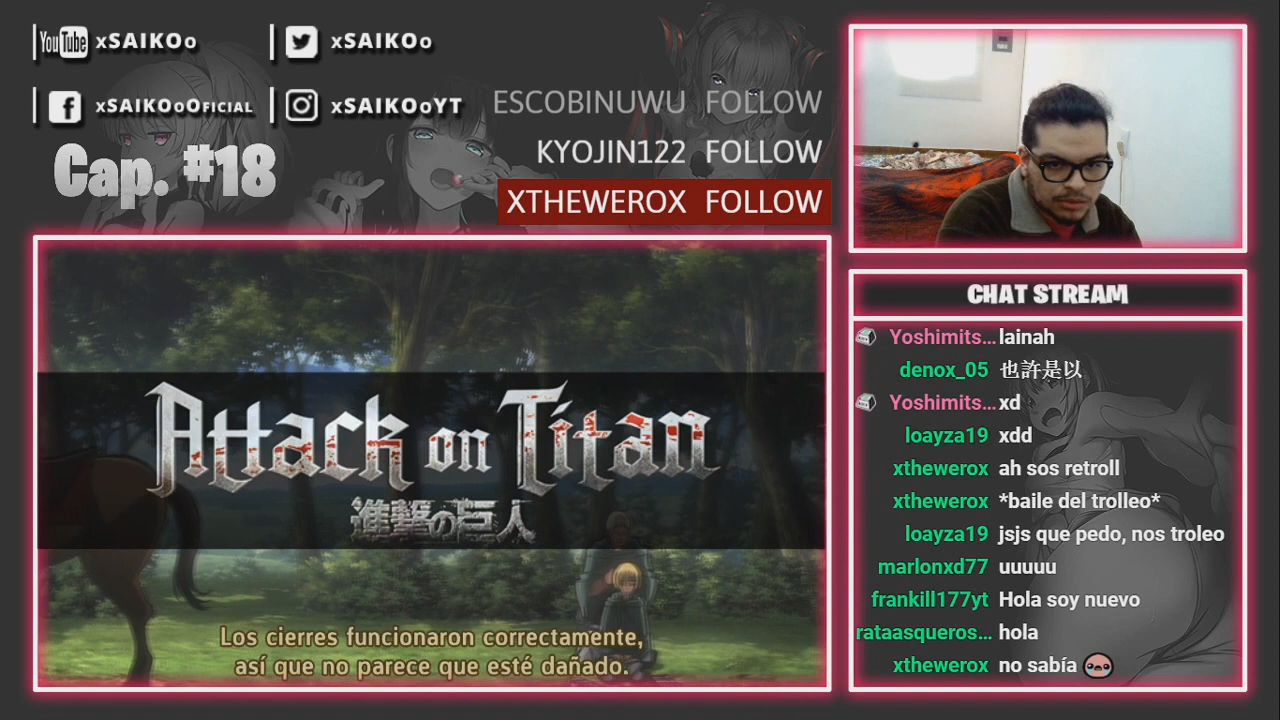 YouTube xSAIKOo
xSAIKOo
xSAIKOoOficial
xSAIKOoYT
Cap. #18
ESCOBINUWU FOLLOW
KYOJIN122 FOLLOW
XTHEWEROX FOLLOW
Attack on Titan
進撃の巨人
Los cierres funcionaron correctamente,
así que no parece que esté dañado.
CHAT STREAM
Yoshimits... lainah
denox_05 也許是以
Yoshimits... xd
loayza19 xdd
xthewerox ah sos retroll
xthewerox *baile del trolleo*
loayza19 jsjs que pedo, nos troleo
marlonxd77 uuuuu
frankill177yt Hola soy nuevo
rataasqueros... hola
xthewerox no sabía